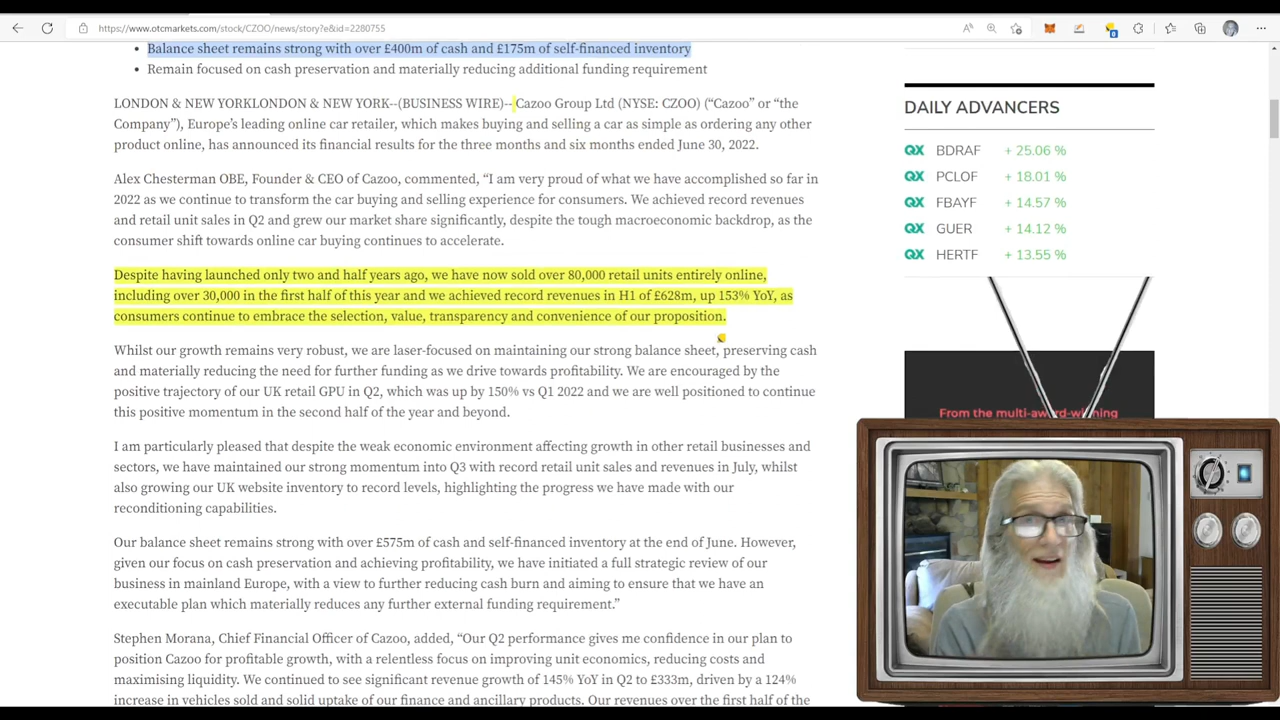 https://www.otcmarkets.com/stock/CZOO/news/story?e&id=2280755
Balance sheet remains strong with over £400m of cash and £175m of self-financed inventory
Remain focused on cash preservation and materially reducing additional funding requirement
LONDON & NEW YORKLONDON & NEW YORK--(BUSINESS WIRE)-- Cazoo Group Ltd (NYSE: CZOO) (“Cazoo” or “the
Company”), Europe’s leading online car retailer, which makes buying and selling a car as simple as ordering any other
product online, has announced its financial results for the three months and six months ended June 30, 2022.
Alex Chesterman OBE, Founder & CEO of Cazoo, commented, “I am very proud of what we have accomplished so far in
2022 as we continue to transform the car buying and selling experience for consumers. We achieved record revenues
and retail unit sales in Q2 and grew our market share significantly, despite the tough macroeconomic backdrop, as the
consumer shift towards online car buying continues to accelerate.
Despite having launched only two and half years ago, we have now sold over 80,000 retail units entirely online,
including over 30,000 in the first half of this year and we achieved record revenues in H1 of £628m, up 153% YoY, as
consumers continue to embrace the selection, value, transparency and convenience of our proposition.
Whilst our growth remains very robust, we are laser-focused on maintaining our strong balance sheet, preserving cash
and materially reducing the need for further funding as we drive towards profitability. We are encouraged by the
positive trajectory of our UK retail GPU in Q2, which was up by 150% vs Q1 2022 and we are well positioned to continue
this positive momentum in the second half of the year and beyond.
I am particularly pleased that despite the weak economic environment affecting growth in other retail businesses and
sectors, we have maintained our strong momentum into Q3 with record retail unit sales and revenues in July, whilst
also growing our UK website inventory to record levels, highlighting the progress we have made with our
reconditioning capabilities.
Our balance sheet remains strong with over £575m of cash and self-financed inventory at the end of June. However,
given our focus on cash preservation and achieving profitability, we have initiated a full strategic review of our
business in mainland Europe, with a view to further reducing cash burn and aiming to ensure that we have an
executable plan which materially reduces any further external funding requirement.”
Stephen Morana, Chief Financial Officer of Cazoo, added, “Our Q2 performance gives me confidence in our plan to
position Cazoo for profitable growth, with a relentless focus on improving unit economics, reducing costs and
maximising liquidity. We continued to see significant revenue growth of 145% YoY in Q2 to £333m, driven by a 124%
increase in vehicles sold and solid uptake of our finance and ancillary products. Our revenues over the first half of the
DAILY ADVANCERS
QX BDRAF + 25.06 %
QX PCLOF + 18.01 %
QX FBAYF + 14.57 %
QX GUER + 14.12 %
QX HERTF + 13.55 %
From the multi-award-winning